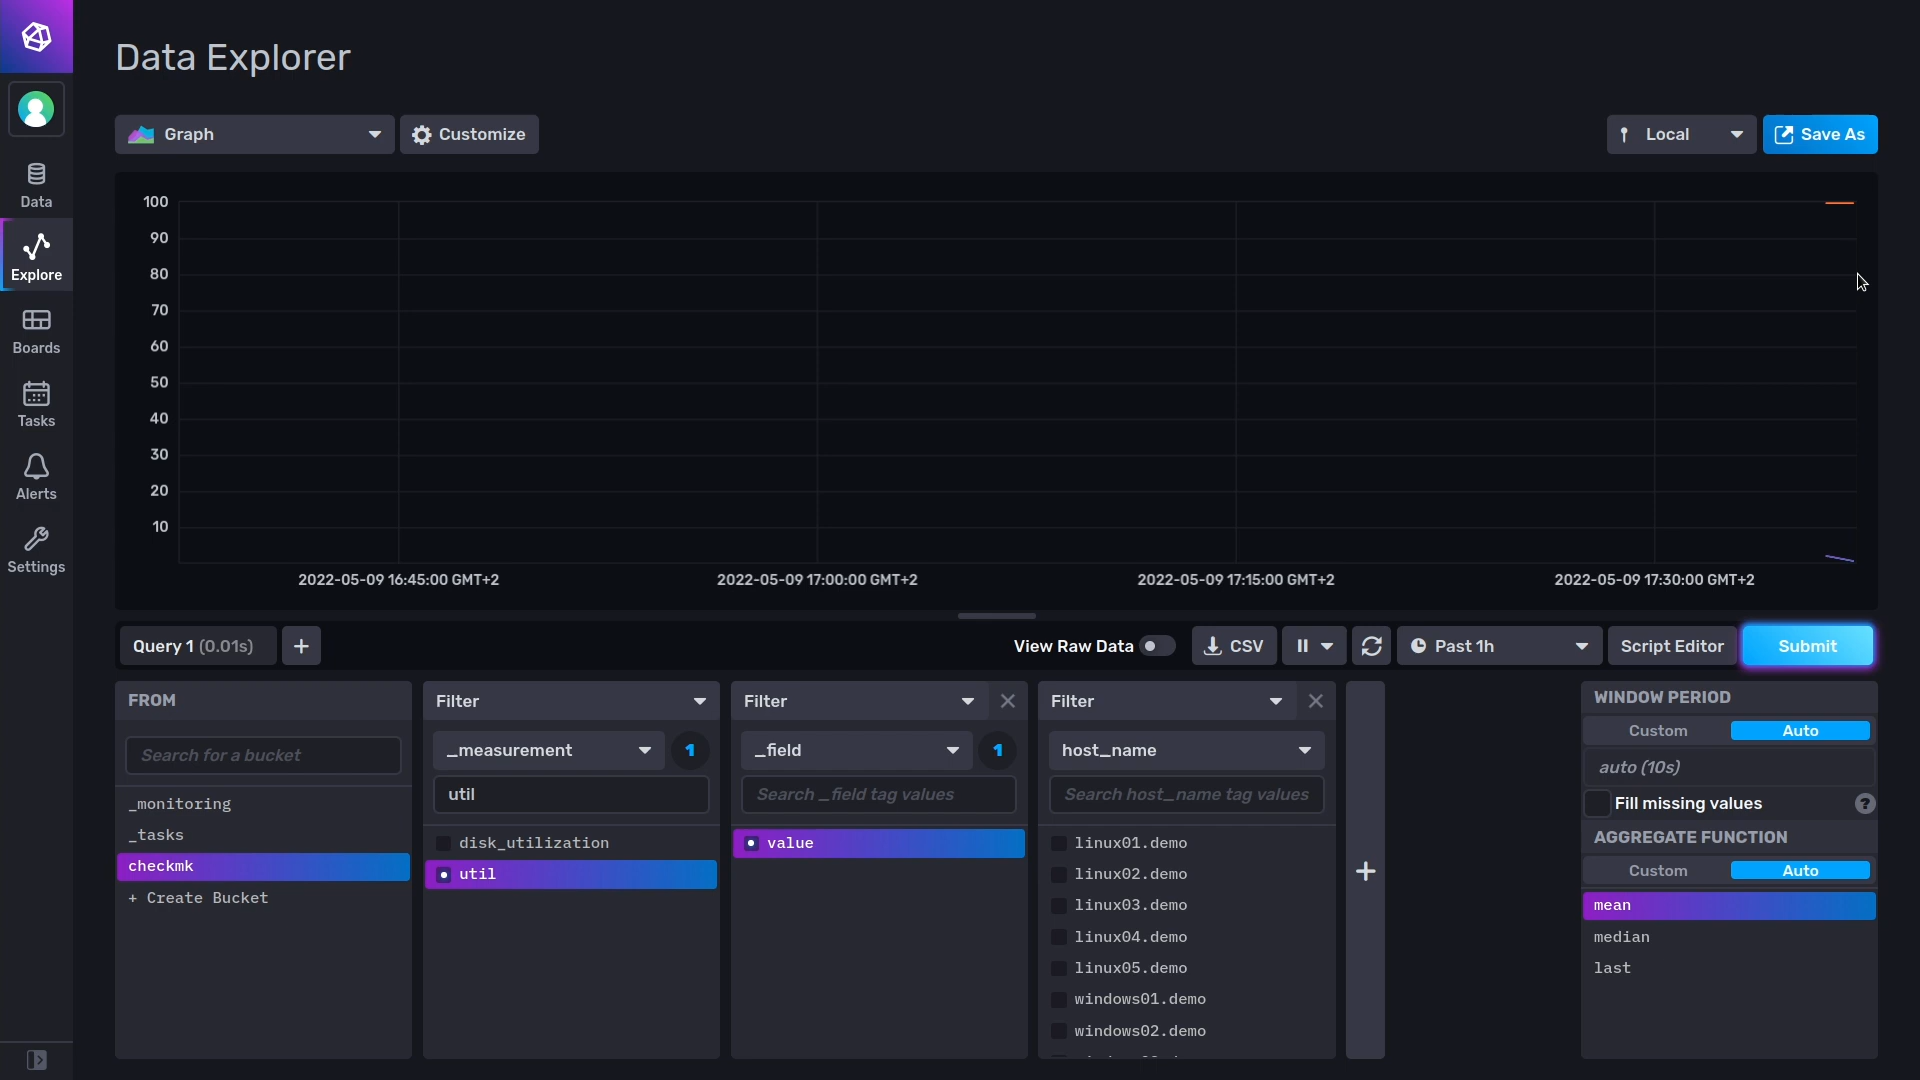 Data Explorer
Graph
Customize
Local
Save As
Data
Explore
Boards
Tasks
Alerts
Settings
100
90
80
70
60
50
40
30
20
10
2022-05-09 16:45:00 GMT+2
2022-05-09 17:00:00 GMT+2
2022-05-09 17:15:00 GMT+2
2022-05-09 17:30:00 GMT+2
Query 1 (0.01s)
+
View Raw Data
CSV
Past 1h
Script Editor
Submit
FROM
Search for a bucket
_monitoring
_tasks
checkmk
+ Create Bucket
Filter
_measurement
1
util
disk_utilization
util
Filter
_field
1
Search _field tag values
value
Filter
host_name
Search host_name tag values
linux01.demo
linux02.demo
linux03.demo
linux04.demo
linux05.demo
windows01.demo
windows02.demo
+
WINDOW PERIOD
Custom
Auto
auto (10s)
Fill missing values
?
AGGREGATE FUNCTION
Custom
Auto
mean
median
last